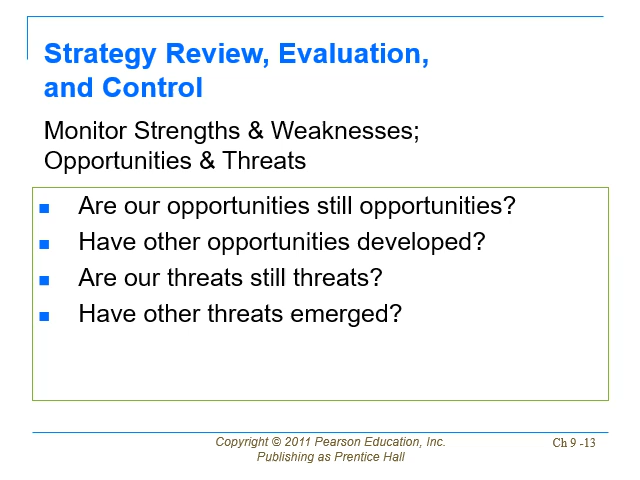 Strategy Review, Evaluation,
and Control
Monitor Strengths & Weaknesses;
Opportunities & Threats
Are our opportunities still opportunities?
Have other opportunities developed?
Are our threats still threats?
Have other threats emerged?
Copyright © 2011 Pearson Education, Inc.
Publishing as Prentice Hall
Ch 9 -13